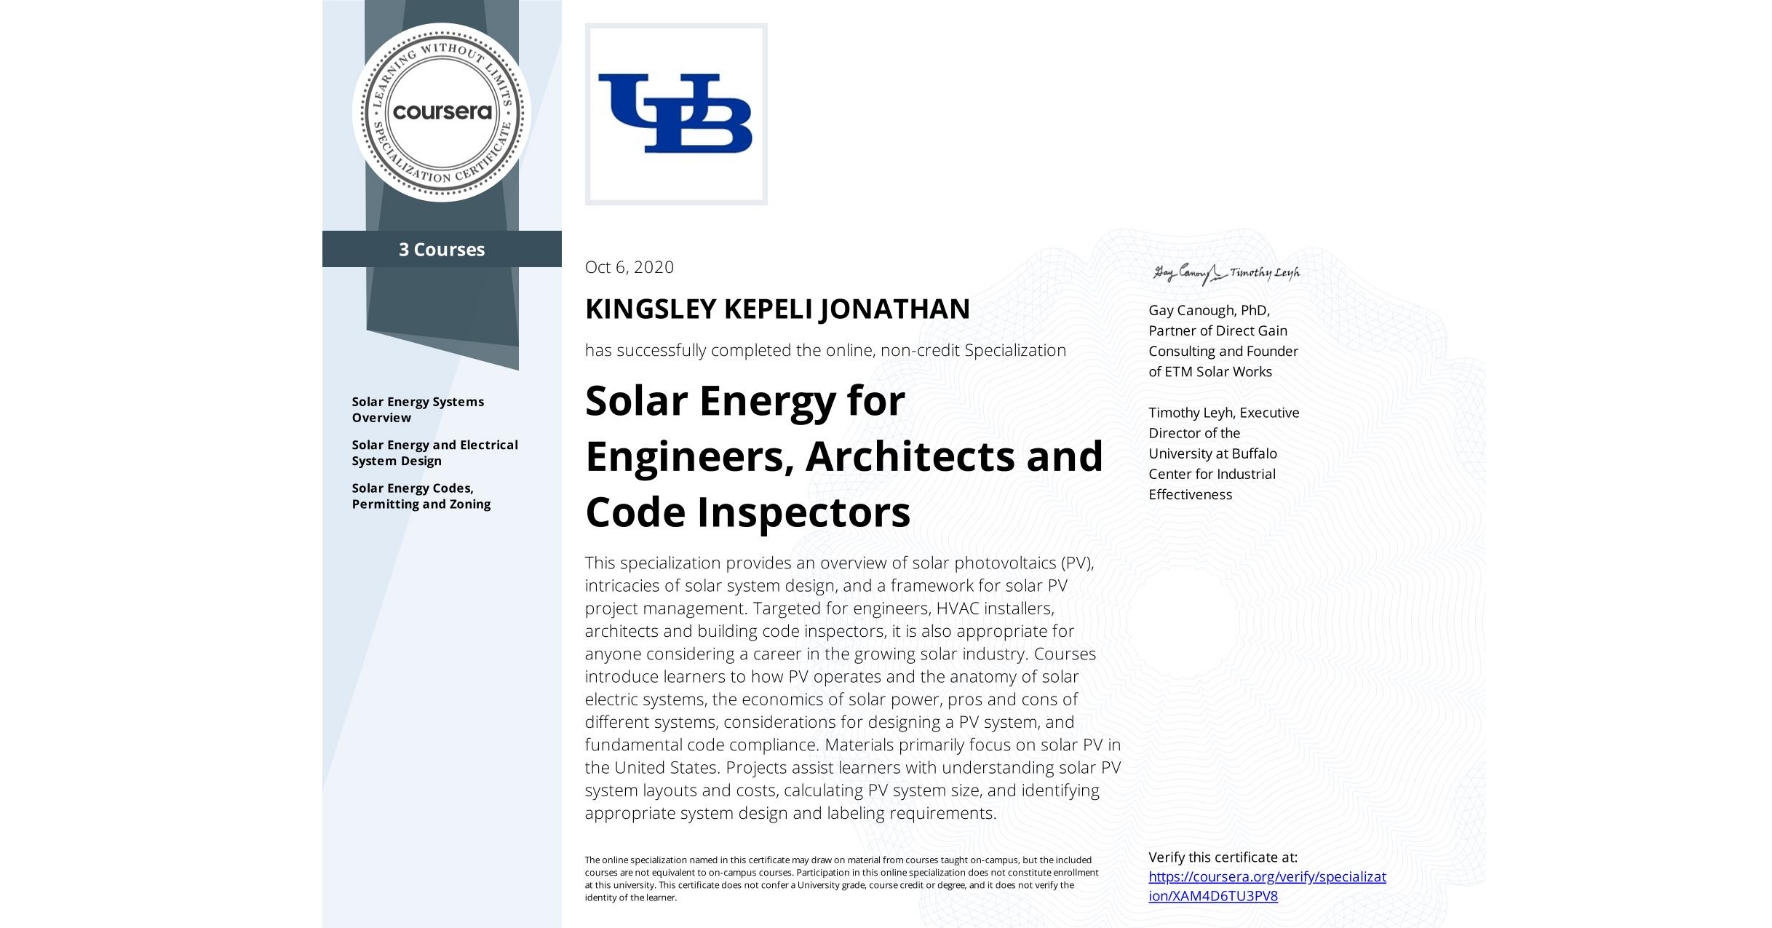 LEARNING WITHOUT LIMITS
coursera
SPECIALIZATION CERTIFICATE
3 Courses
Solar Energy Systems
Overview
Solar Energy and Electrical
System Design
Solar Energy Codes,
Permitting and Zoning
UB
Oct 6, 2020
KINGSLEY KEPELI JONATHAN
has successfully completed the online, non-credit Specialization
Solar Energy for
Engineers, Architects and
Code Inspectors
This specialization provides an overview of solar photovoltaics (PV),
intricacies of solar system design, and a framework for solar PV
project management. Targeted for engineers, HVAC installers,
architects and building code inspectors, it is also appropriate for
anyone considering a career in the growing solar industry. Courses
introduce learners to how PV operates and the anatomy of solar
electric systems, the economics of solar power, pros and cons of
different systems, considerations for designing a PV system, and
fundamental code compliance. Materials primarily focus on solar PV in
the United States. Projects assist learners with understanding solar PV
system layouts and costs, calculating PV system size, and identifying
appropriate system design and labeling requirements.
The online specialization named in this certificate may draw on material from courses taught on-campus, but the included
courses are not equivalent to on-campus courses. Participation in this online specialization does not constitute enrollment
at this university. This certificate does not confer a University grade, course credit or degree, and it does not verify the
identity of the learner.
Gay Canough Timothy Leyh
Gay Canough, PhD,
Partner of Direct Gain
Consulting and Founder
of ETM Solar Works
Timothy Leyh, Executive
Director of the
University at Buffalo
Center for Industrial
Effectiveness
Verify this certificate at:
https://coursera.org/verify/specializat
ion/XAM4D6TU3PV8